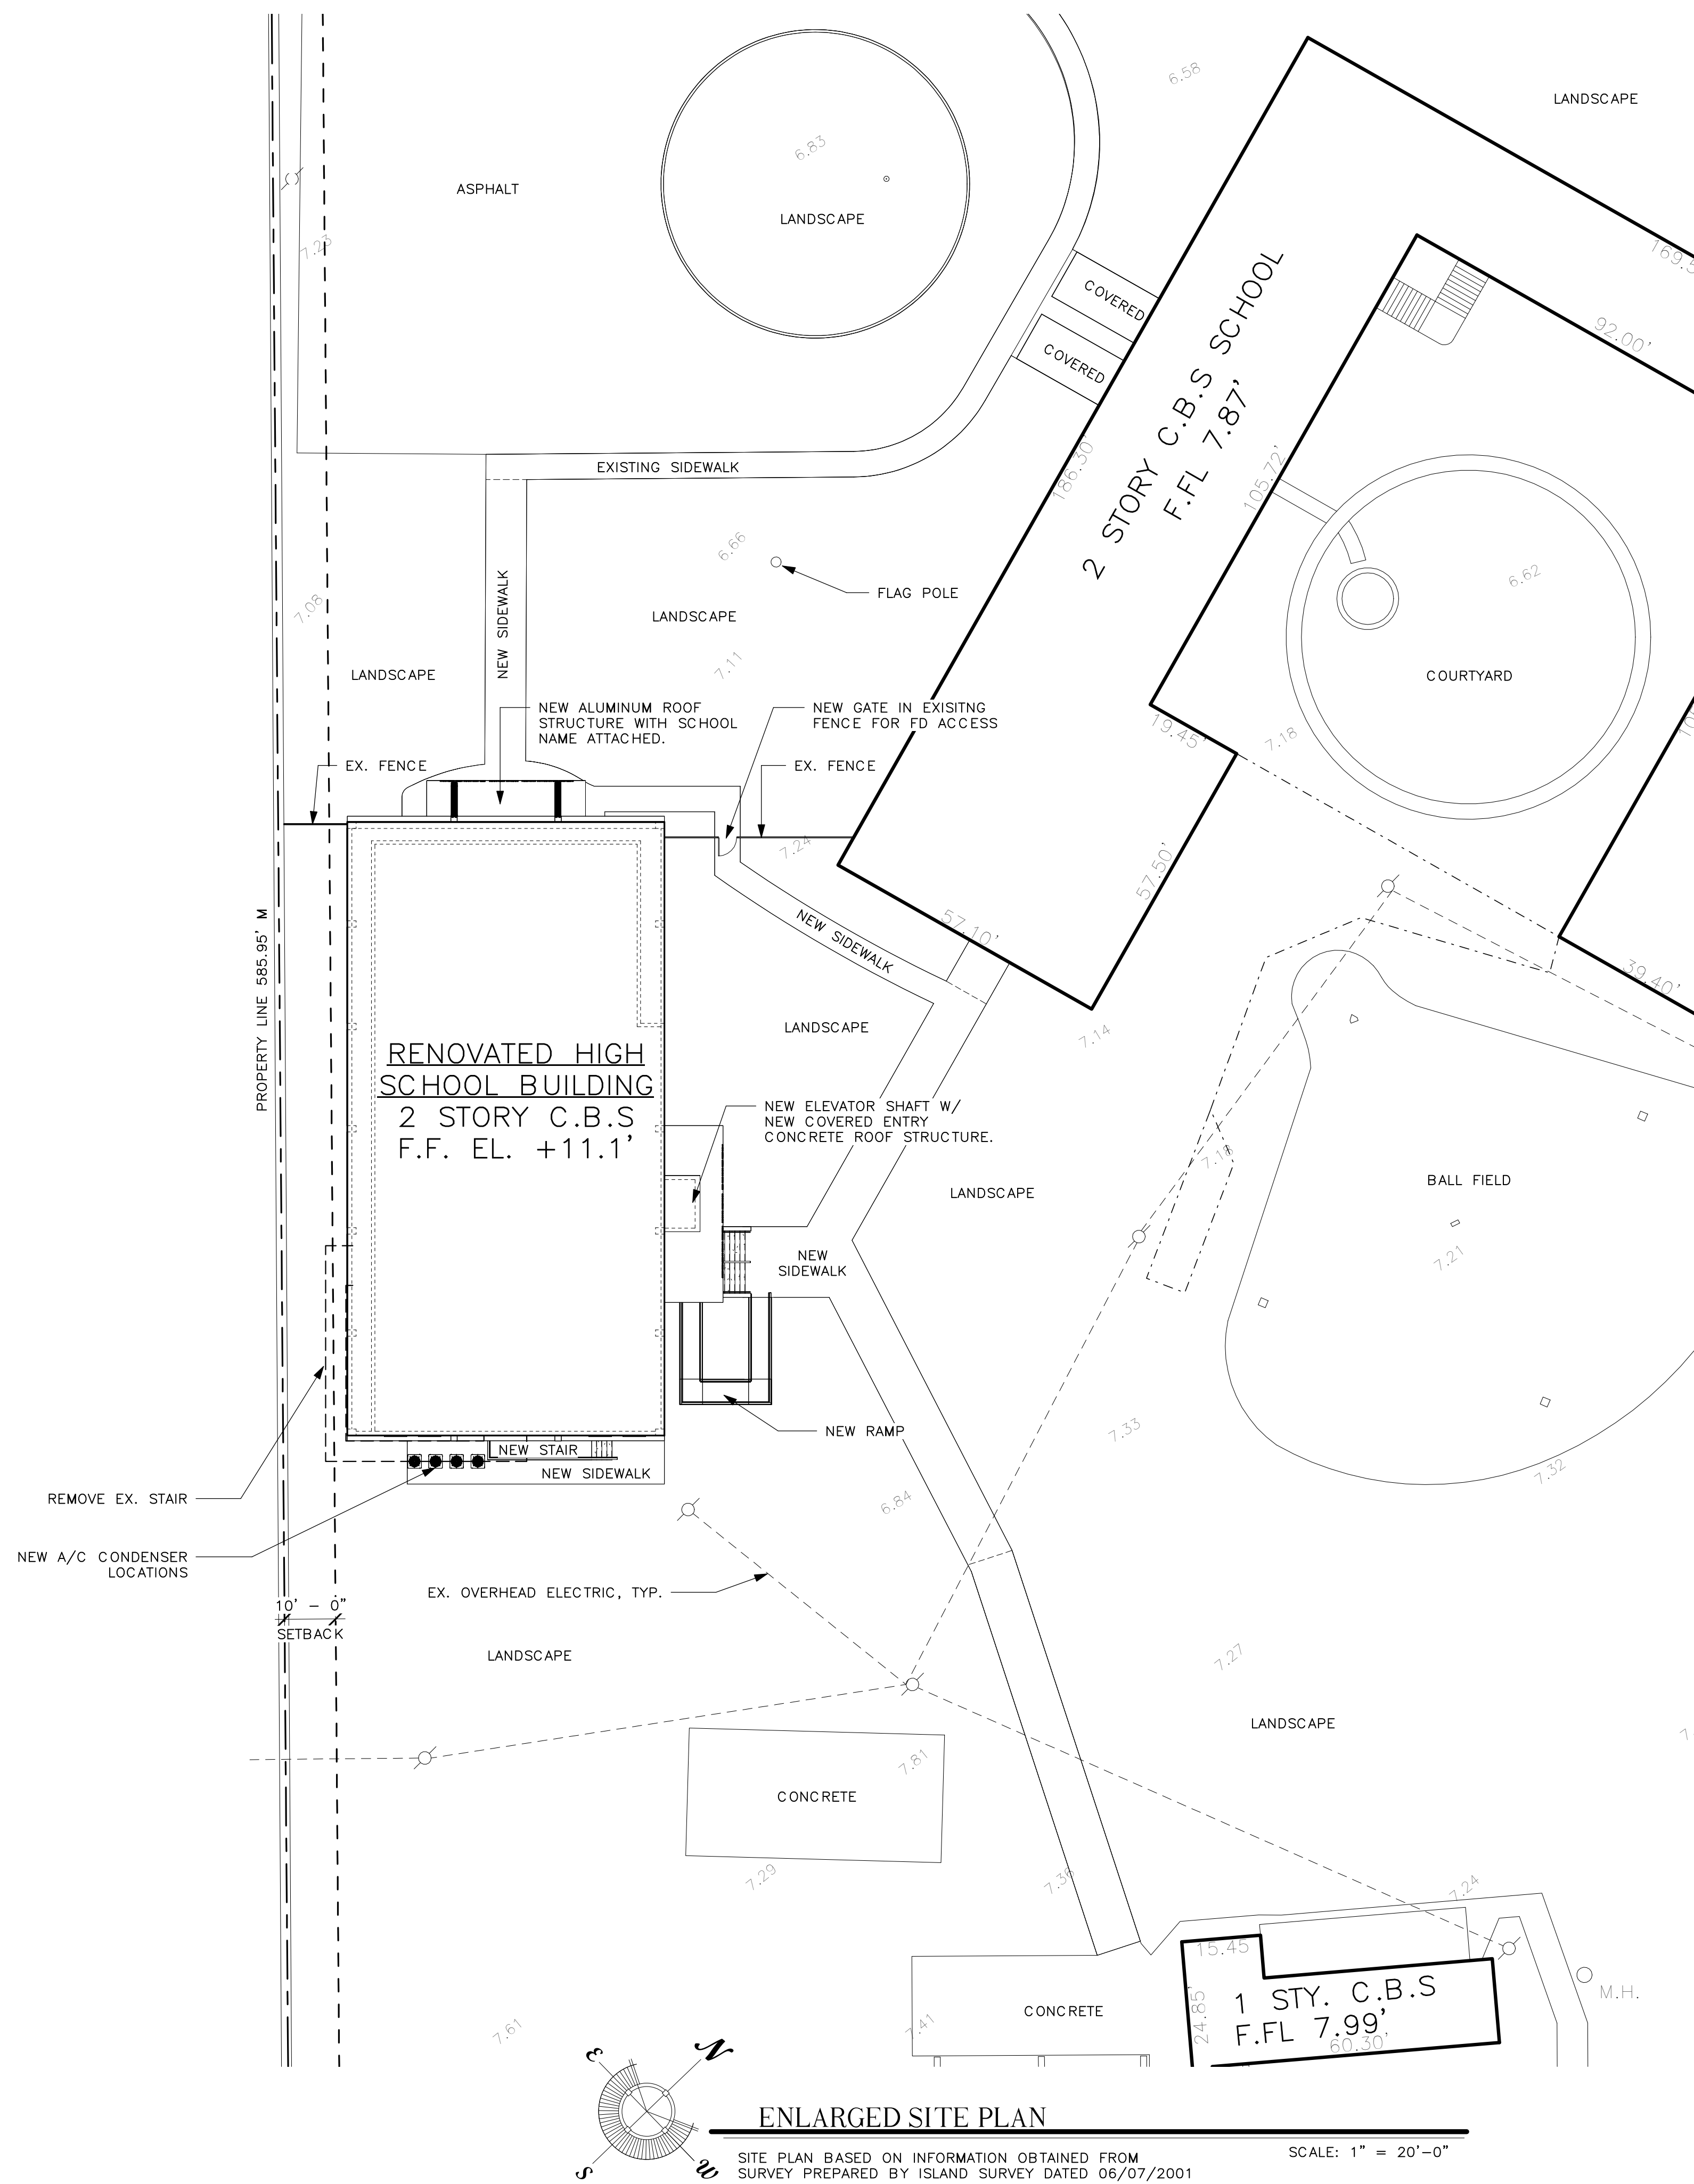 6.58
LANDSCAPE
6.83
ASPHALT
LANDSCAPE
7.23
COVERED
COVERED
2 STORY C.B.S SCHOOL
F.FL 7.87'
92.00'
186.30'
105.72'
EXISTING SIDEWALK
6.66
FLAG POLE
6.62
NEW SIDEWALK
7.08
LANDSCAPE
7.11
LANDSCAPE
COURTYARD
NEW ALUMINUM ROOF
STRUCTURE WITH SCHOOL
NAME ATTACHED.
NEW GATE IN EXISITNG
FENCE FOR FD ACCESS
19.45'
7.18
EX. FENCE
EX. FENCE
7.24
57.50'
57.10'
NEW SIDEWALK
39.40'
PROPERTY LINE 585.95' M
LANDSCAPE
7.14
RENOVATED HIGH
SCHOOL BUILDING
2 STORY C.B.S
F.F. EL. +11.1'
NEW ELEVATOR SHAFT W/
NEW COVERED ENTRY
CONCRETE ROOF STRUCTURE.
LANDSCAPE
BALL FIELD
7.21
NEW
SIDEWALK
NEW RAMP
7.33
7.32
NEW STAIR
NEW SIDEWALK
REMOVE EX. STAIR
6.84
NEW A/C CONDENSER
LOCATIONS
EX. OVERHEAD ELECTRIC, TYP.
10' - 0"
SETBACK
LANDSCAPE
7.27
LANDSCAPE
7.81
CONCRETE
7.29
7.36
7.24
15.45
24.85'
1 STY. C.B.S
F.FL 7.99'
60.30'
M.H.
CONCRETE
7.61
7.41
E
N
S
W
ENLARGED SITE PLAN
SITE PLAN BASED ON INFORMATION OBTAINED FROM
SURVEY PREPARED BY ISLAND SURVEY DATED 06/07/2001
SCALE: 1" = 20'-0"